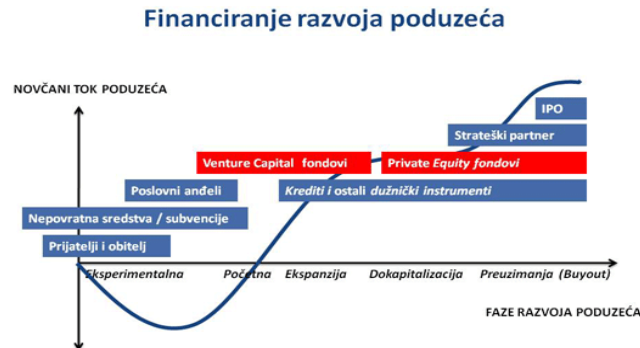 Financiranje razvoja poduzeća
NOVČANI TOK PODUZEĆA
IPO
Strateški partner
Venture Capital fondovi
Private Equity fondovi
Poslovni anđeli
Krediti i ostali dužnički instrumenti
Nepovratna sredstva / subvencije
Prijatelji i obitelj
Eksperimentalna
Početna
Ekspanzija
Dokapitalizacija
Preuzimanja (Buyout)
FAZE RAZVOJA PODUZEĆA